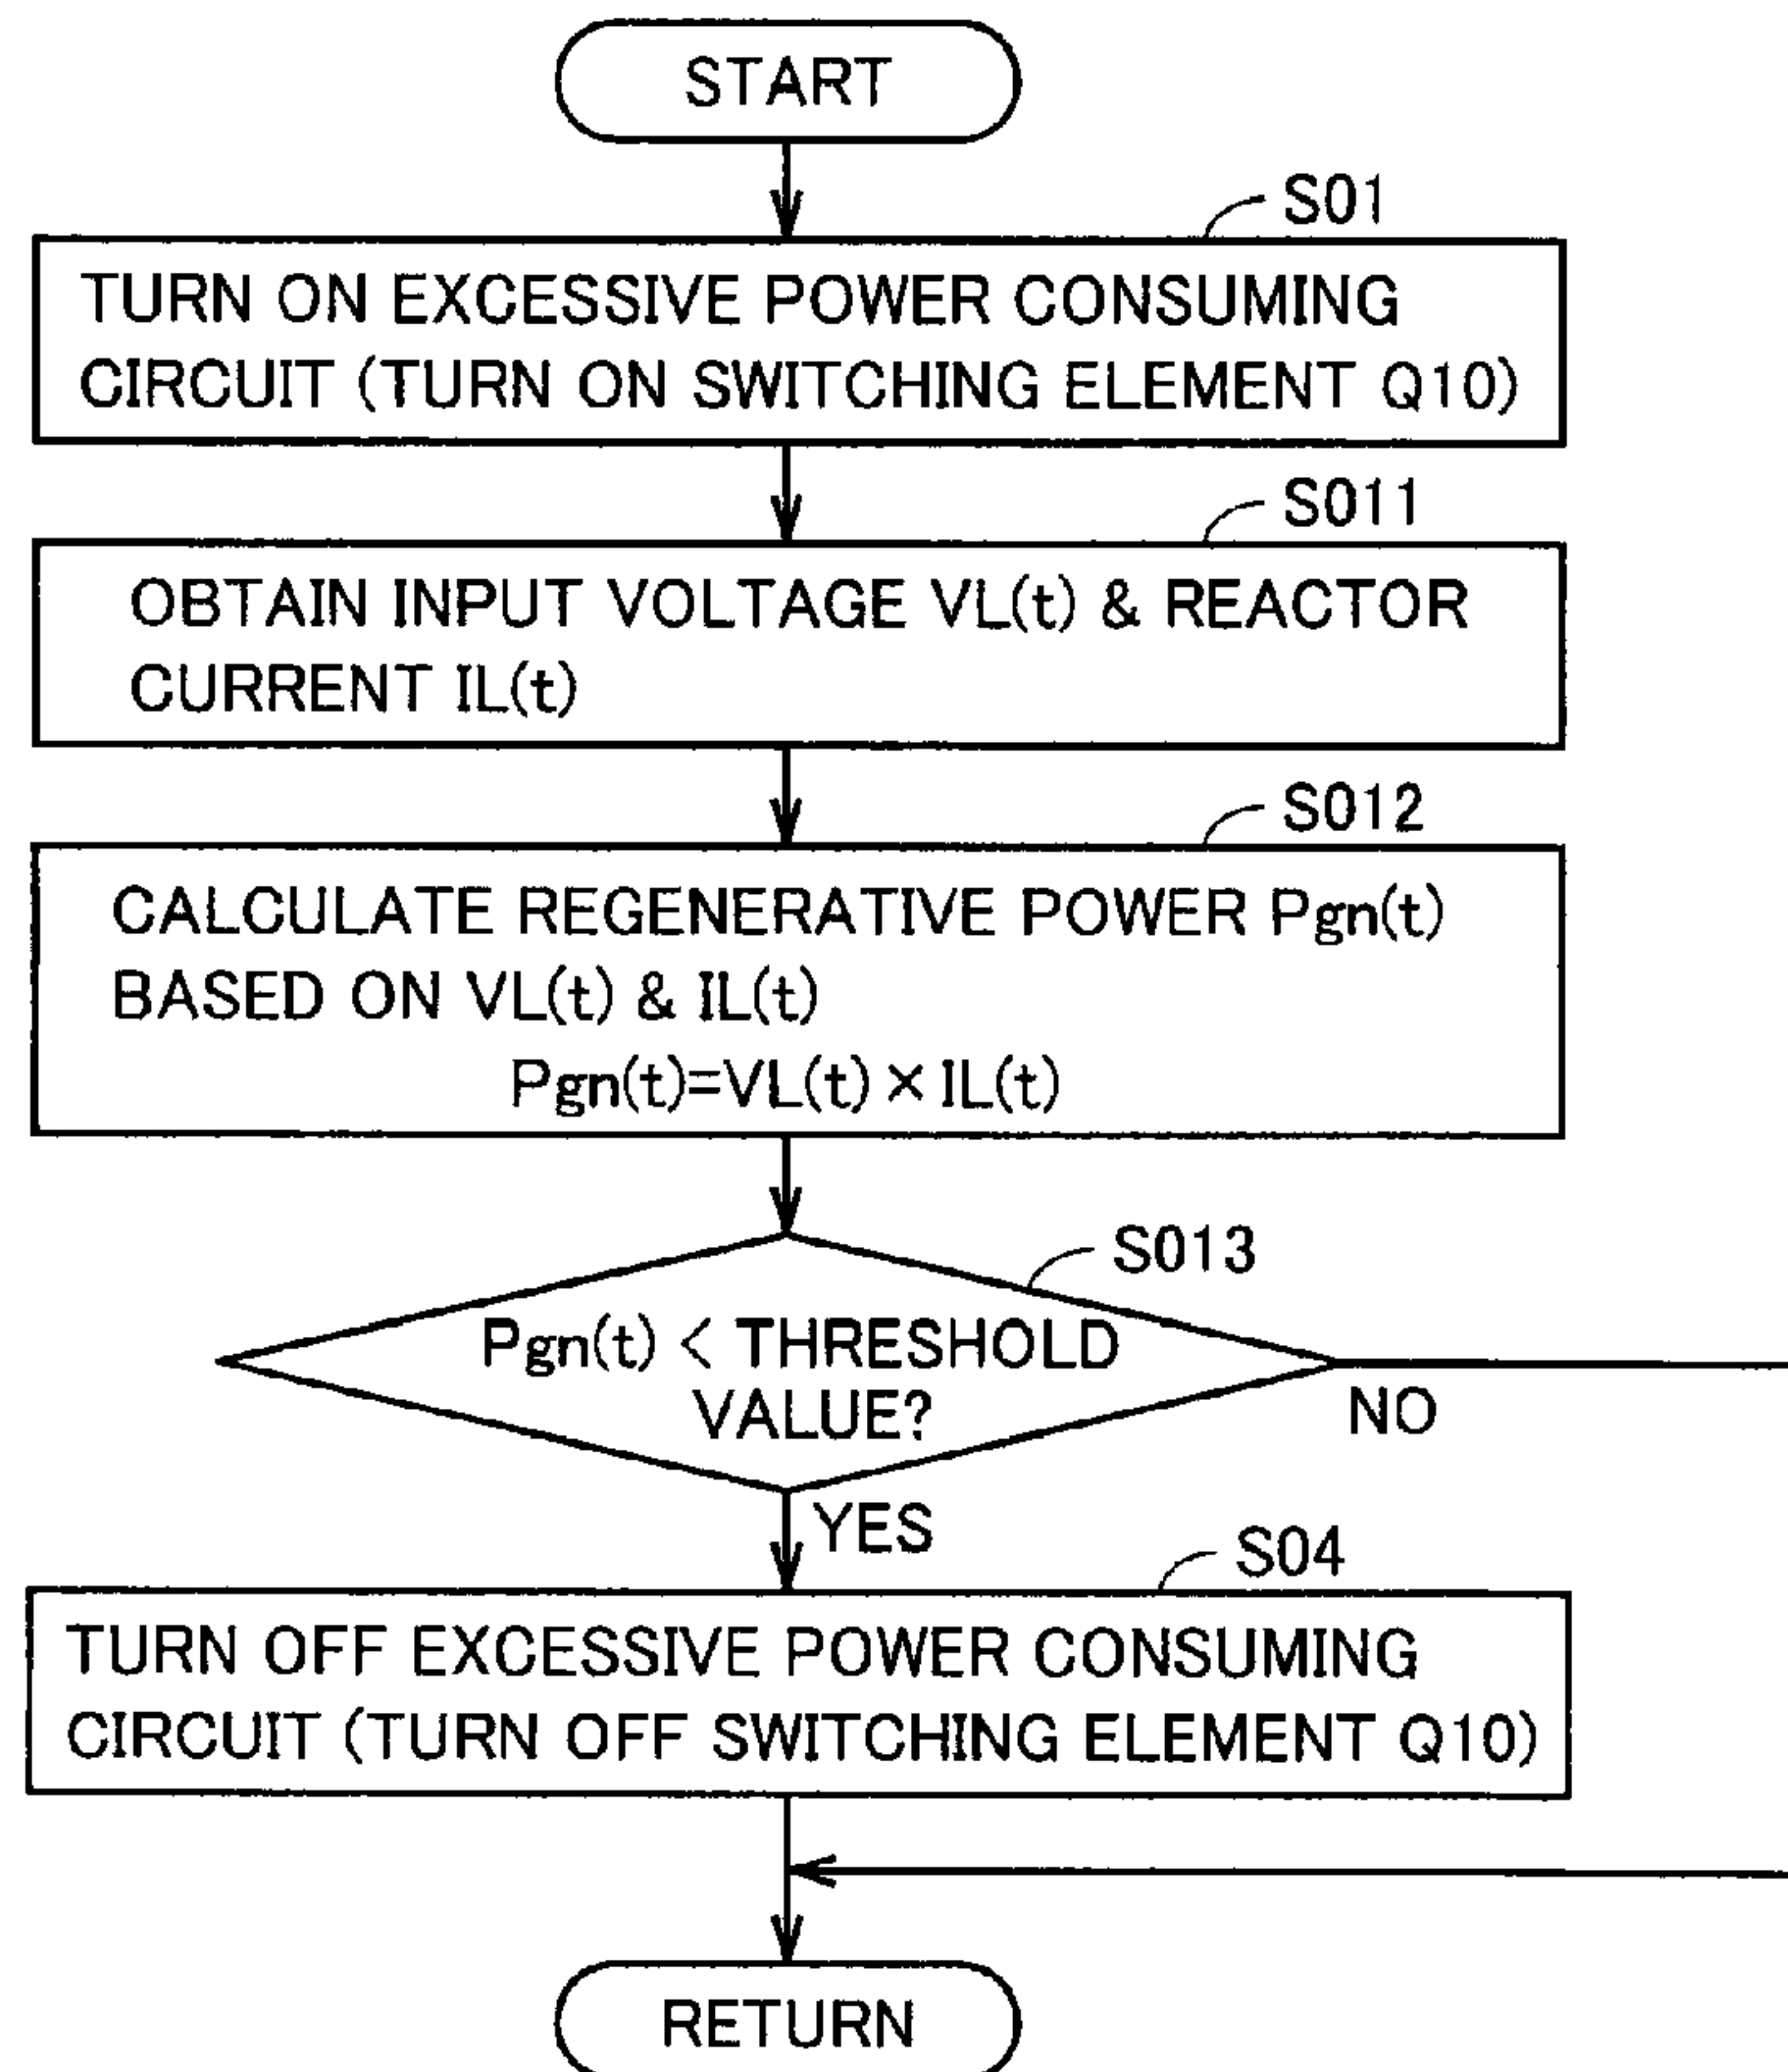 START
S01
TURN ON EXCESSIVE POWER CONSUMING
CIRCUIT (TURN ON SWITCHING ELEMENT Q10)
S011
OBTAIN INPUT VOLTAGE VL(t) & REACTOR
CURRENT IL(t)
S012
CALCULATE REGENERATIVE POWER Pgn(t)
BASED ON VL(t) & IL(t)
Pgn(t)=VL(t)×IL(t)
S013
Pgn(t) < THRESHOLD
VALUE?
NO
YES
S04
TURN OFF EXCESSIVE POWER CONSUMING
CIRCUIT (TURN OFF SWITCHING ELEMENT Q10)
RETURN